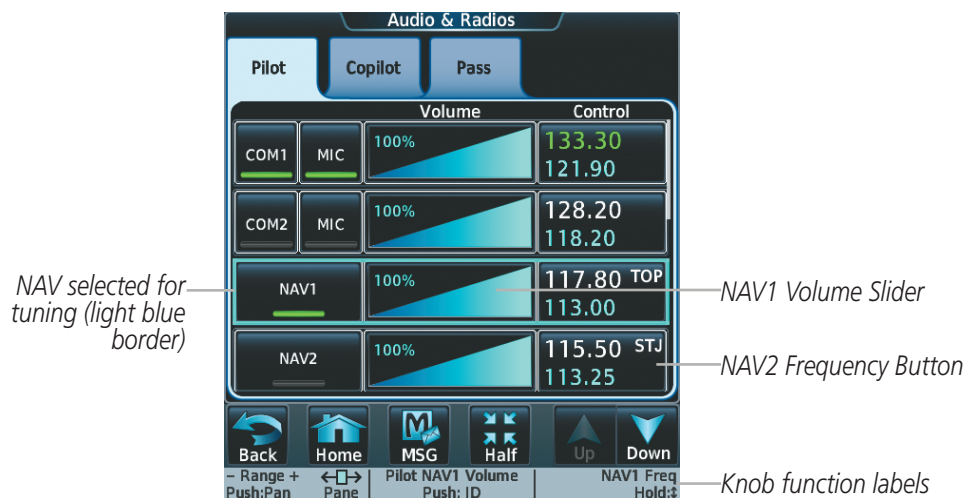 Audio & Radios
Pilot
Copilot
Pass
Volume
Control
COM1
MIC
100%
133.30
121.90
COM2
MIC
100%
128.20
118.20
NAV selected for
tuning (light blue
border)
NAV1
100%
117.80 TOP
113.00
NAV1 Volume Slider
NAV2
100%
115.50 STJ
113.25
NAV2 Frequency Button
Back
Home
MSG
Half
Up
Down
– Range +
Push:Pan
Pane
Pilot NAV1 Volume
Push: ID
NAV1 Freq
Hold:↕
Knob function labels